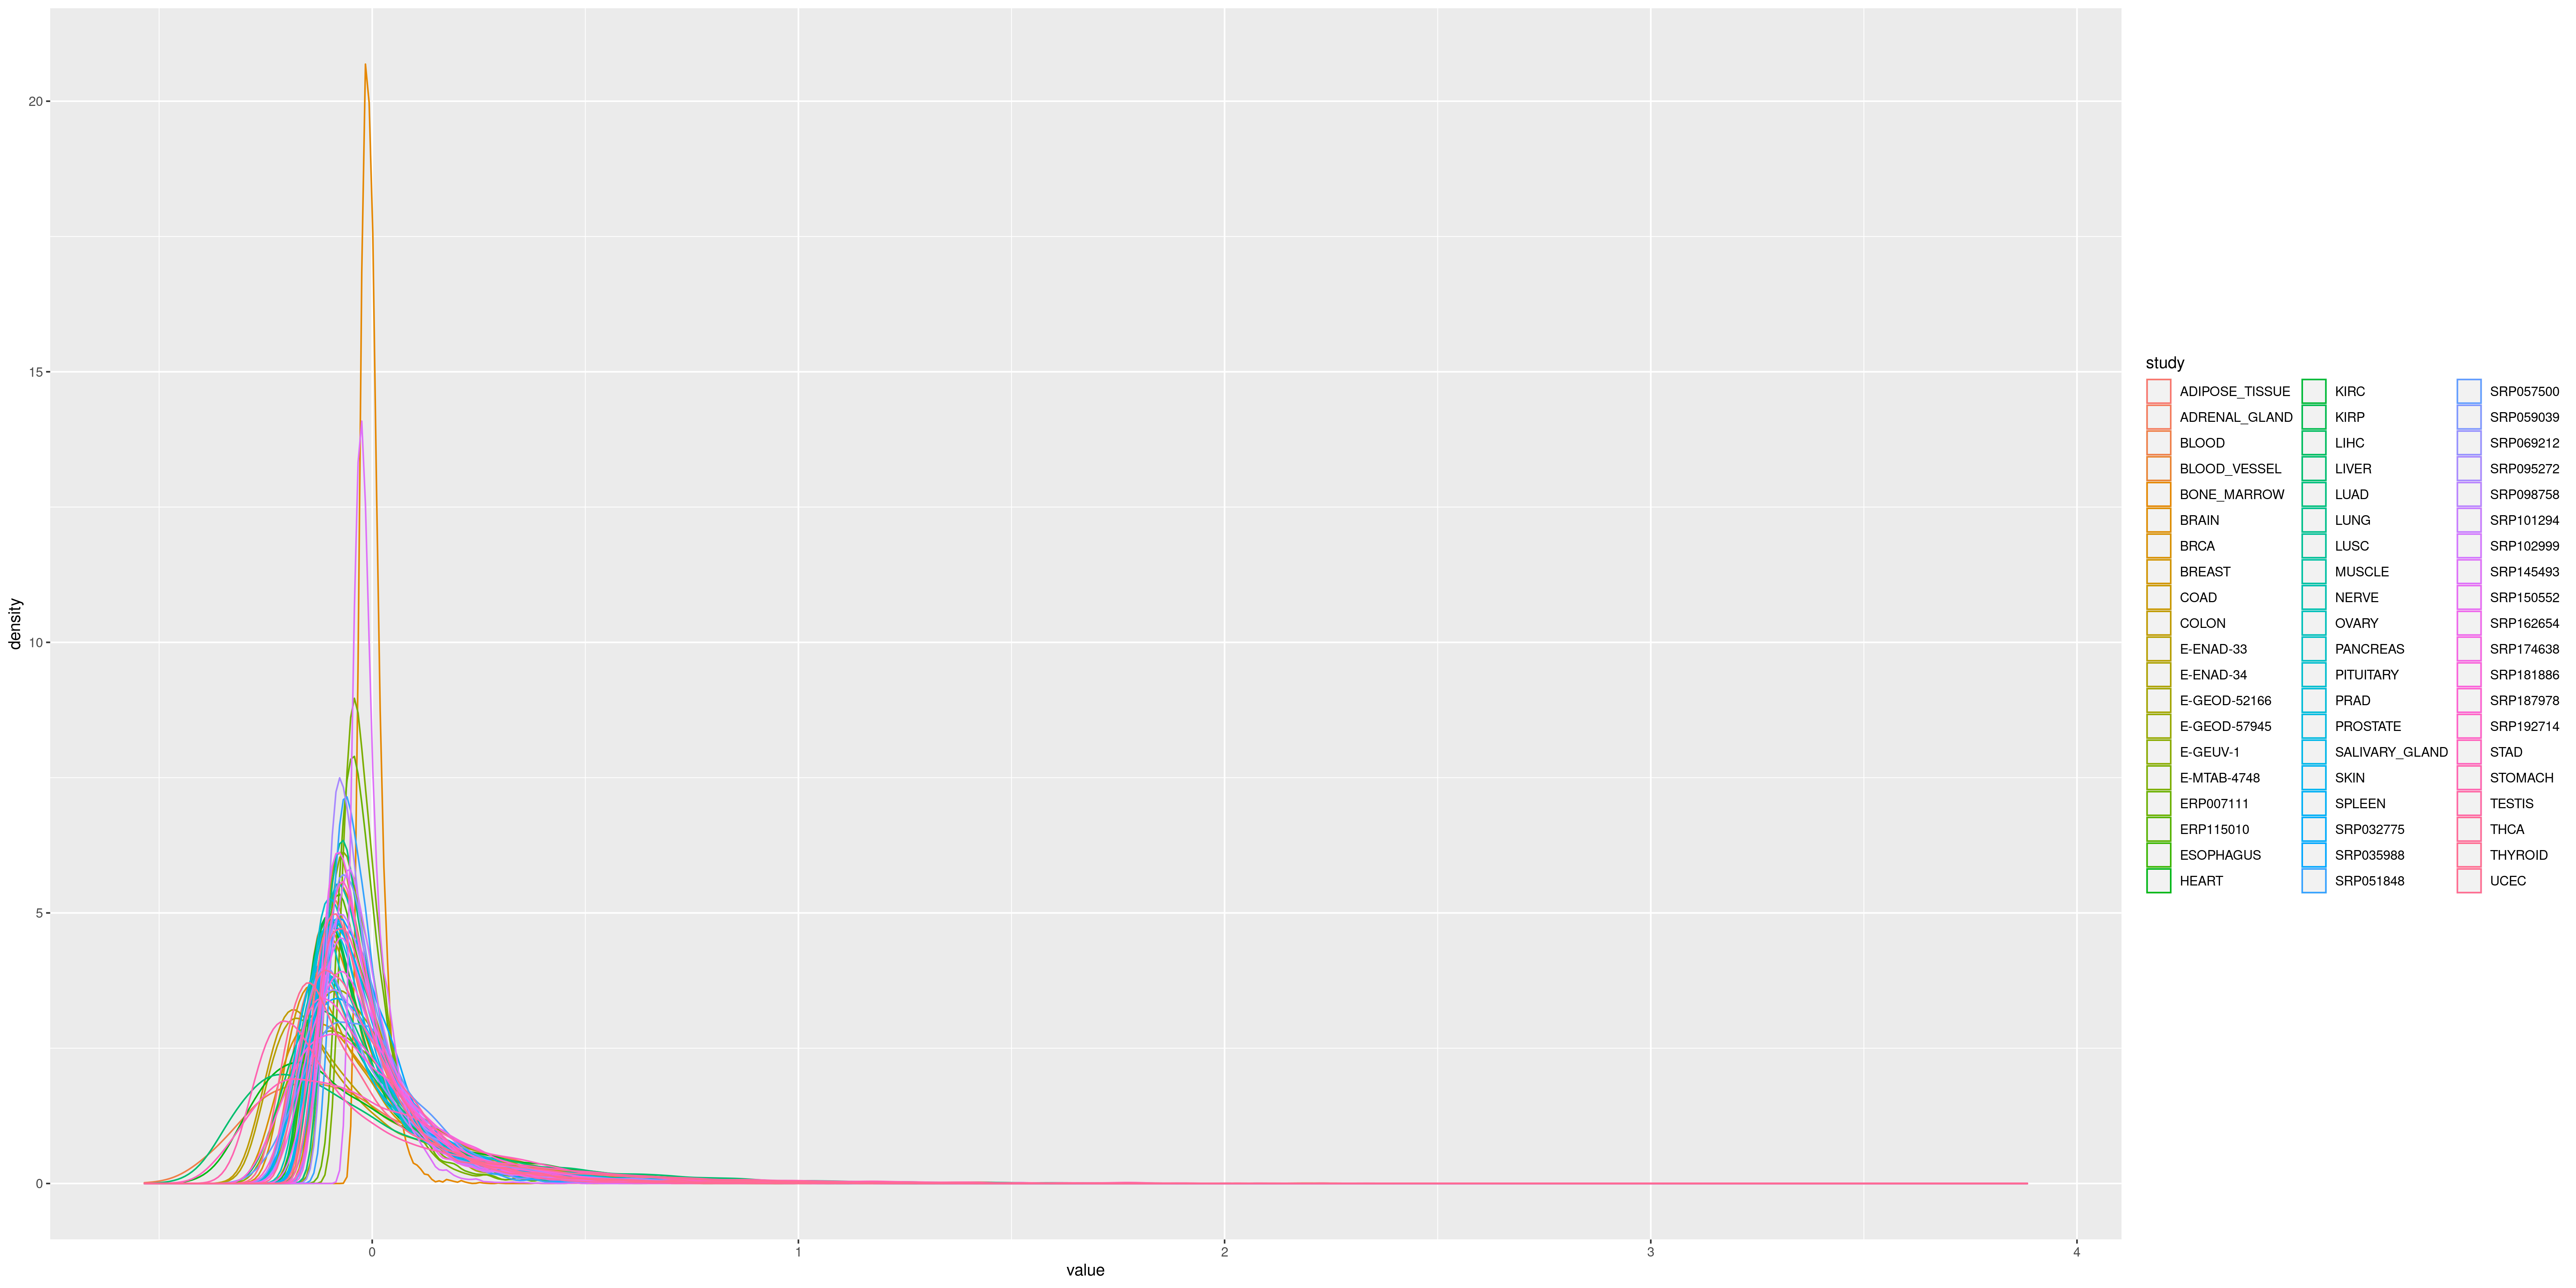 20
15
10
5
0
density
0
1
2
3
4
value
study
ADIPOSE_TISSUE
ADRENAL_GLAND
BLOOD
BLOOD_VESSEL
BONE_MARROW
BRAIN
BRCA
BREAST
COAD
COLON
E-ENAD-33
E-ENAD-34
E-GEOD-52166
E-GEOD-57945
E-GEUV-1
E-MTAB-4748
ERP007111
ERP115010
ESOPHAGUS
HEART
KIRC
KIRP
LIHC
LIVER
LUAD
LUNG
LUSC
MUSCLE
NERVE
OVARY
PANCREAS
PITUITARY
PRAD
PROSTATE
SALIVARY_GLAND
SKIN
SPLEEN
SRP032775
SRP035988
SRP051848
SRP057500
SRP059039
SRP069212
SRP095272
SRP098758
SRP101294
SRP102999
SRP145493
SRP150552
SRP162654
SRP174638
SRP181886
SRP187978
SRP192714
STAD
STOMACH
TESTIS
THCA
THYROID
UCEC